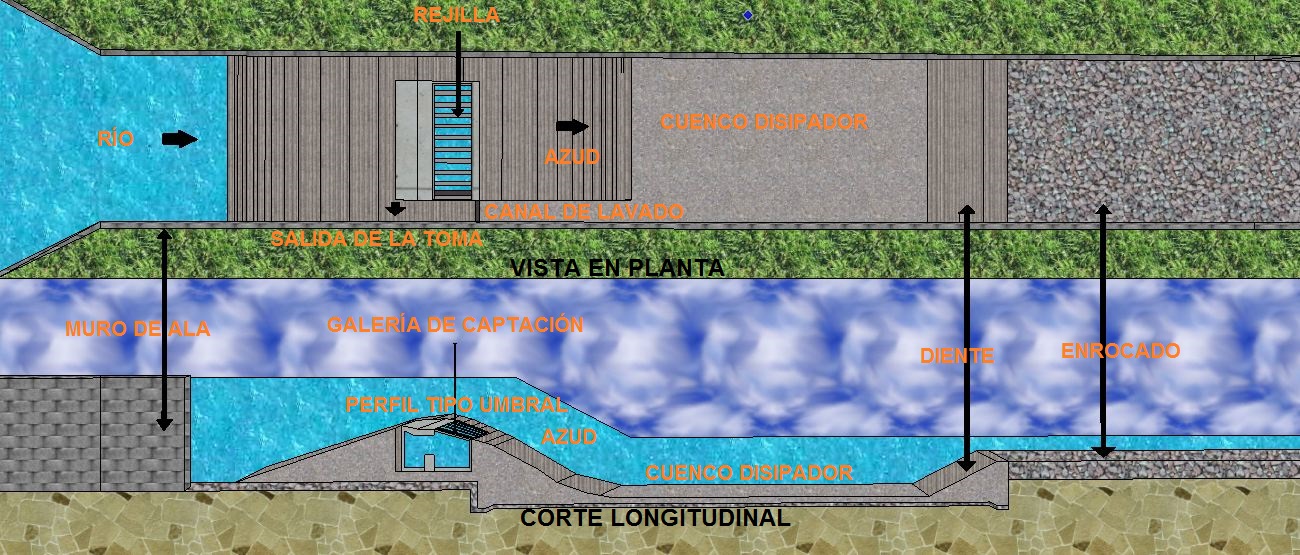 REJILLA
RÍO
CUENCO DISIPADOR
AZUD
CANAL DE LAVADO
SALIDA DE LA TOMA
VISTA EN PLANTA
MURO DE ALA
GALERÍA DE CAPTACIÓN
DIENTE
ENROCADO
PERFIL TIPO UMBRAL
AZUD
CUENCO DISIPADOR
CORTE LONGITUDINAL